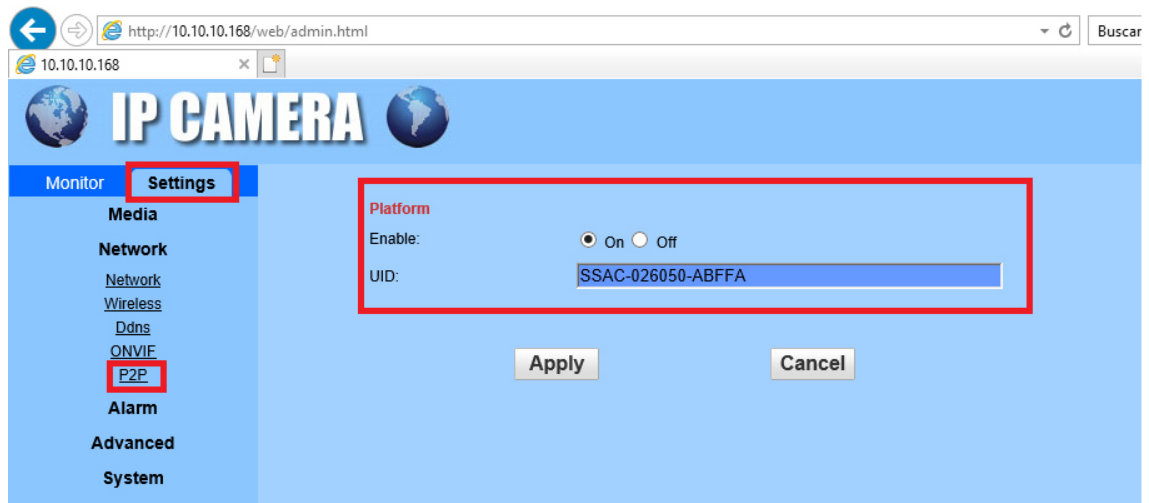 http://10.10.10.168/web/admin.html
Buscar
10.10.10.168
IP CAMERA
Monitor
Settings
Media
Network
Network
Wireless
Ddns
ONVIF
P2P
Alarm
Advanced
System
Platform
Enable: On Off
UID: SSAC-026050-ABFFA
Apply Cancel